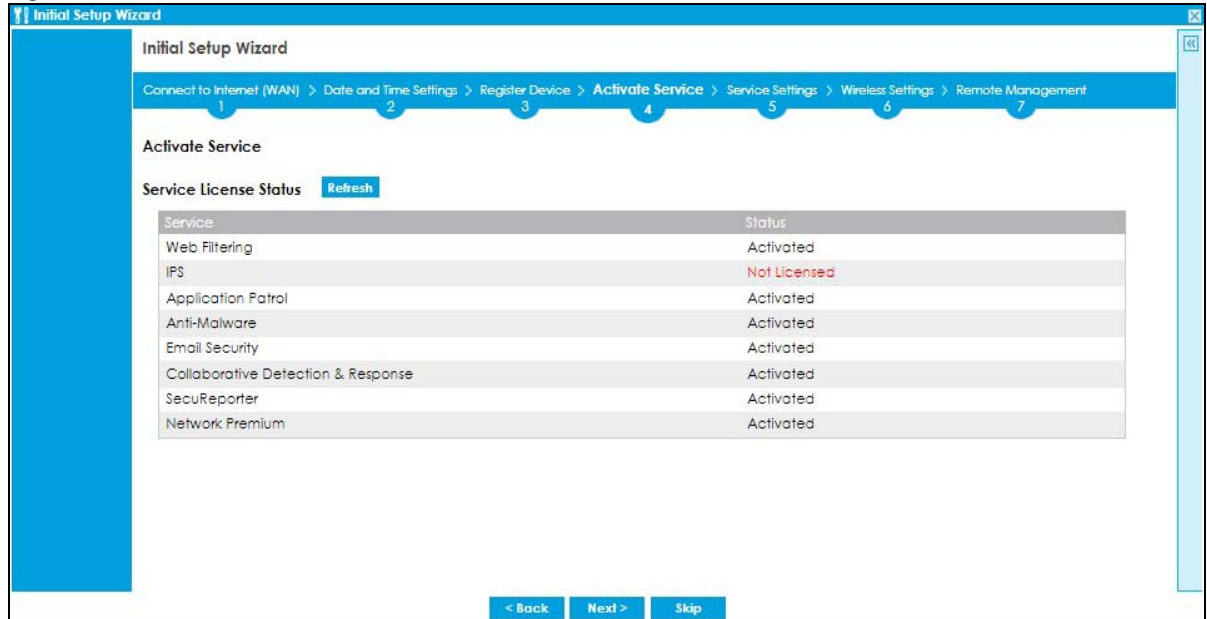 Initial Setup Wizard
Initial Setup Wizard
Connect to Internet (WAN) > Date and Time Settings > Register Device > Activate Service > Service Settings > Wireless Settings > Remote Management
1 2 3 4 5 6 7
Activate Service
Service License Status Refresh
Service Status
Web Filtering Activated
IPS Not Licensed
Application Patrol Activated
Anti-Malware Activated
Email Security Activated
Collaborative Detection & Response Activated
SecuReporter Activated
Network Premium Activated
< Back Next > Skip